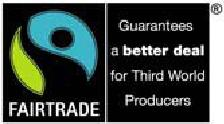 ®
Guarantees
a better deal
for Third World
Producers
FAIRTRADE